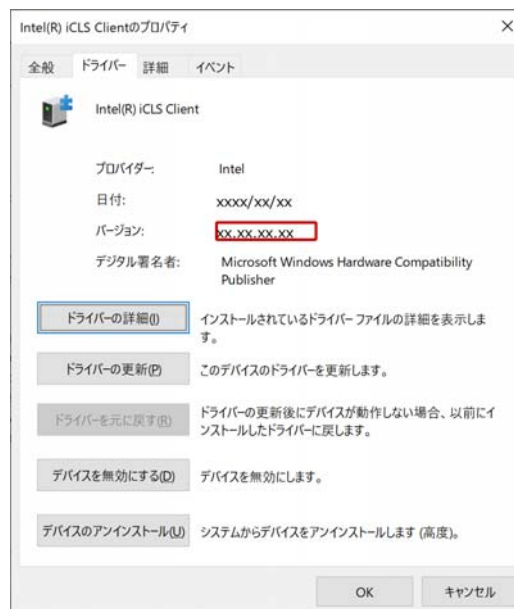 Intel(R) iCLS Clientのプロパティ
全般 ドライバー 詳細 イベント
Intel(R) iCLS Client
プロバイダー: Intel
日付: xxxx/xx/xx
バージョン: xx.xx.xx.xx
デジタル署名者: Microsoft Windows Hardware Compatibility
Publisher
ドライバーの詳細(I) インストールされているドライバー ファイルの詳細を表示しま
す。
ドライバーの更新(P) このデバイスのドライバーを更新します。
ドライバーを元に戻す(R) ドライバーの更新後にデバイスが動作しない場合、以前にイ
ンストールしたドライバーに戻します。
デバイスを無効にする(D) デバイスを無効にします。
デバイスのアンインストール(U) システムからデバイスをアンインストールします (高度)。
OK キャンセル